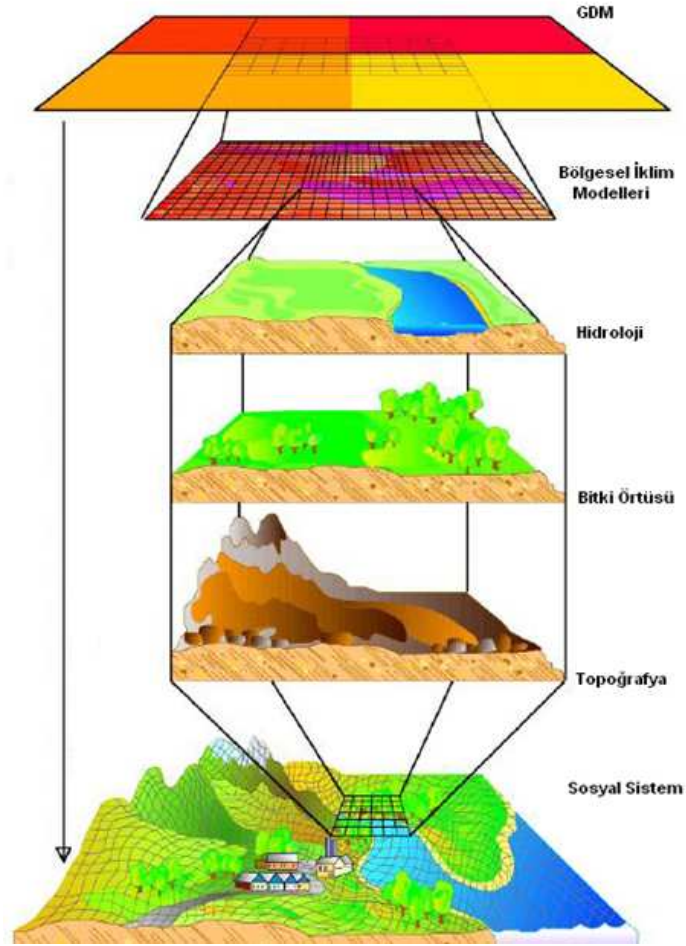 GDM
Bölgesel İklim
Modelleri
Hidroloji
Bitki Örtüsü
Topoğrafya
Sosyal Sistem